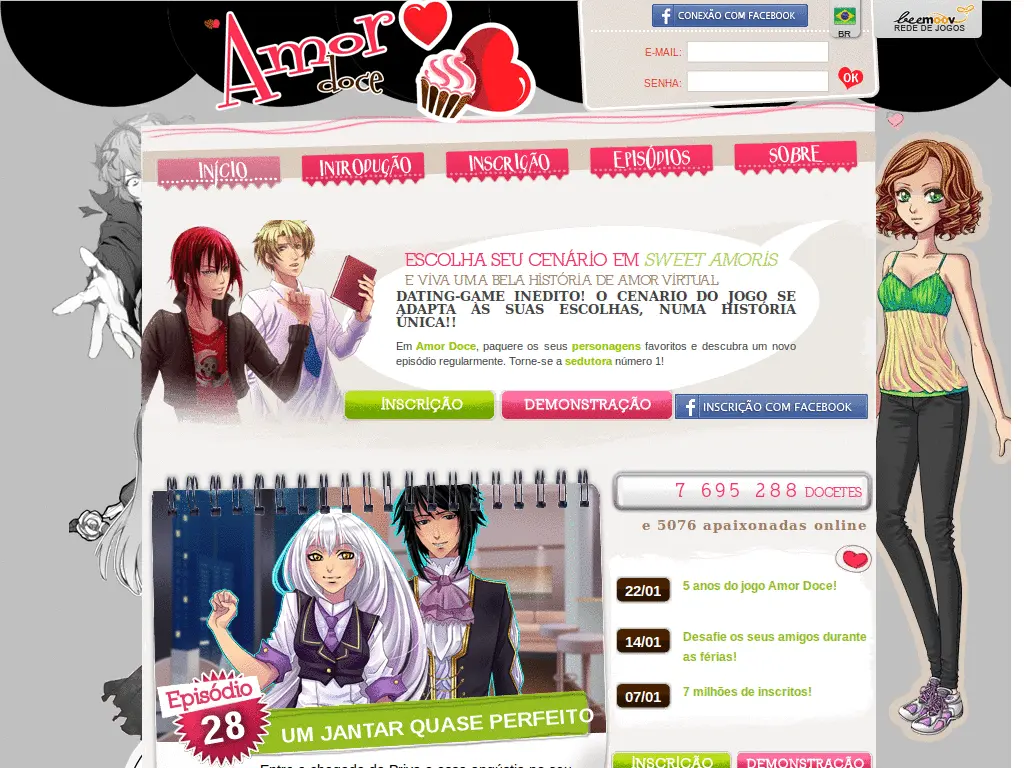 Amor
doce
CONEXÃO COM FACEBOOK
BR
beemoov
REDE DE JOGOS
E-MAIL:
SENHA:
OK
INÍCIO
INTRODUÇÃO
INSCRIÇÃO
EPISÓDIOS
SOBRE
ESCOLHA SEU CENÁRIO EM SWEET AMORIS
E VIVA UMA BELA HISTÓRIA DE AMOR VIRTUAL
DATING-GAME INEDITO! O CENARIO DO JOGO SE
ADAPTA ÀS SUAS ESCOLHAS, NUMA HISTÓRIA
ÚNICA!!
Em Amor Doce, paquere os seus personagens favoritos e descubra um novo
episódio regularmente. Torne-se a sedutora número 1!
INSCRIÇÃO
DEMONSTRAÇÃO
INSCRIÇÃO COM FACEBOOK
7 695 288 DOCETES
e 5076 apaixonadas online
22/01 5 anos do jogo Amor Doce!
14/01 Desafie os seus amigos durante
as férias!
07/01 7 milhões de inscritos!
Episódio
28
UM JANTAR QUASE PERFEITO
INSCRIÇÃO
DEMONSTRAÇÃO